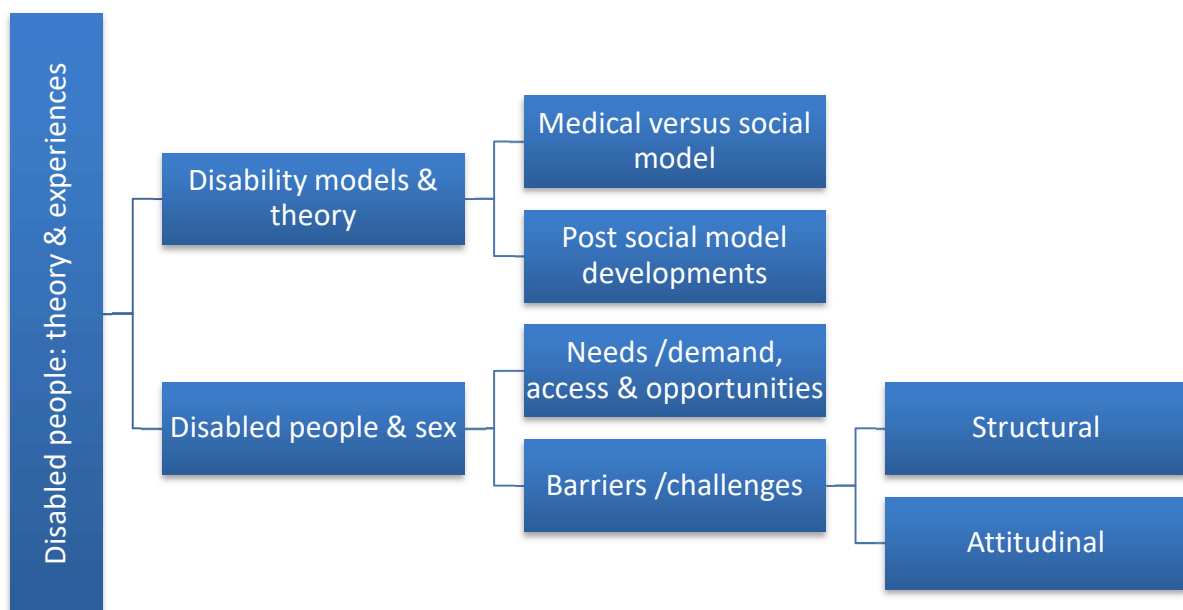 Disabled people: theory & experiences
Disability models &
theory
Medical versus social
model
Post social model
developments
Disabled people & sex
Needs /demand,
access & opportunities
Barriers /challenges
Structural
Attitudinal